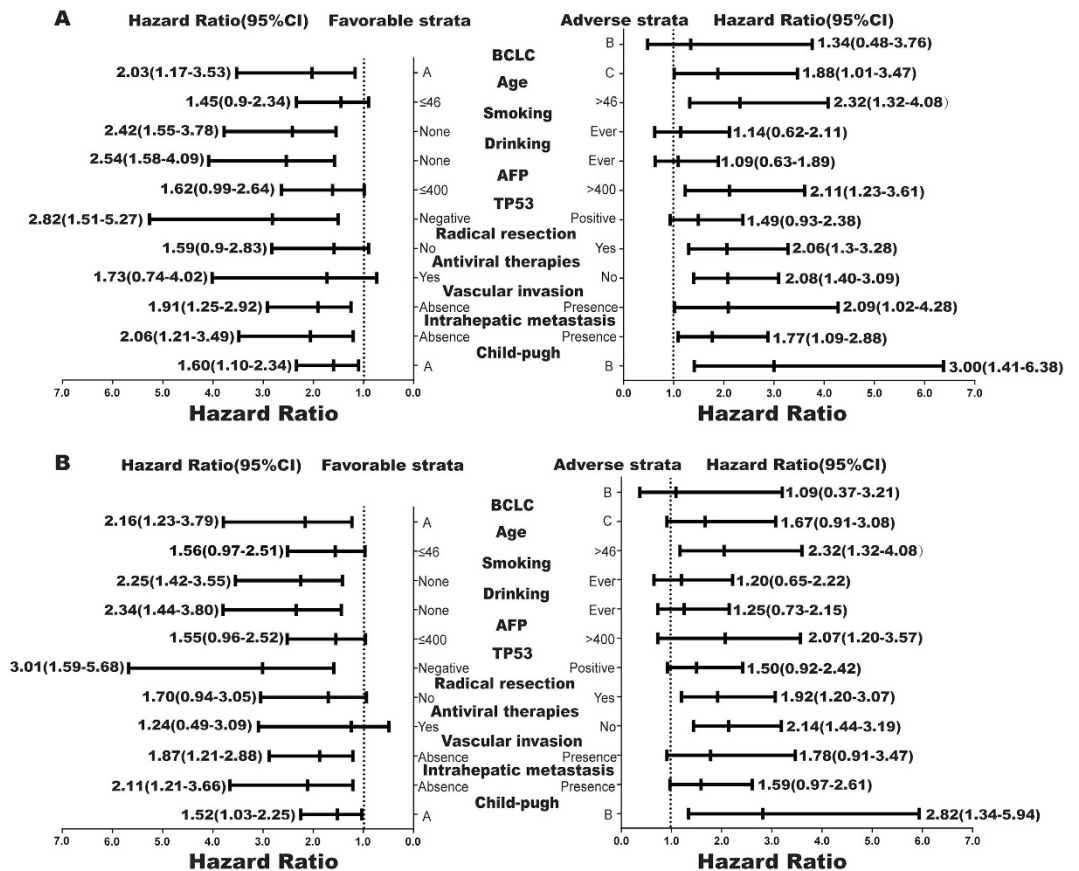 A
Hazard Ratio(95%CI) Favorable strata Adverse strata Hazard Ratio(95%CI)
B 1.34(0.48-3.76)
BCLC
2.03(1.17-3.53) A C 1.88(1.01-3.47)
Age
1.45(0.9-2.34) ≤46 >46 2.32(1.32-4.08)
Smoking
2.42(1.55-3.78) None Ever 1.14(0.62-2.11)
Drinking
2.54(1.58-4.09) None Ever 1.09(0.63-1.89)
AFP
1.62(0.99-2.64) ≤400 >400 2.11(1.23-3.61)
TP53
2.82(1.51-5.27) Negative Positive 1.49(0.93-2.38)
Radical resection
1.59(0.9-2.83) No Yes 2.06(1.3-3.28)
Antiviral therapies
1.73(0.74-4.02) Yes No 2.08(1.40-3.09)
Vascular invasion
1.91(1.25-2.92) Absence Presence 2.09(1.02-4.28)
Intrahepatic metastasis
2.06(1.21-3.49) Absence Presence 1.77(1.09-2.88)
Child-pugh
1.60(1.10-2.34) A B 3.00(1.41-6.38)
7.0 6.0 5.0 4.0 3.0 2.0 1.0 0.0 0.0 1.0 2.0 3.0 4.0 5.0 6.0 7.0
Hazard Ratio Hazard Ratio
B
Hazard Ratio(95%CI) Favorable strata Adverse strata Hazard Ratio(95%CI)
B 1.09(0.37-3.21)
BCLC
2.16(1.23-3.79) A C 1.67(0.91-3.08)
Age
1.56(0.97-2.51) ≤46 >46 2.32(1.32-4.08)
Smoking
2.25(1.42-3.55) None Ever 1.20(0.65-2.22)
Drinking
2.34(1.44-3.80) None Ever 1.25(0.73-2.15)
AFP
1.55(0.96-2.52) ≤400 >400 2.07(1.20-3.57)
TP53
3.01(1.59-5.68) Negative Positive 1.50(0.92-2.42)
Radical resection
1.70(0.94-3.05) No Yes 1.92(1.20-3.07)
Antiviral therapies
1.24(0.49-3.09) Yes No 2.14(1.44-3.19)
Vascular invasion
1.87(1.21-2.88) Absence Presence 1.78(0.91-3.47)
Intrahepatic metastasis
2.11(1.21-3.66) Absence Presence 1.59(0.97-2.61)
Child-pugh
1.52(1.03-2.25) A B 2.82(1.34-5.94)
7.0 6.0 5.0 4.0 3.0 2.0 1.0 0.0 0.0 1.0 2.0 3.0 4.0 5.0 6.0 7.0
Hazard Ratio Hazard Ratio